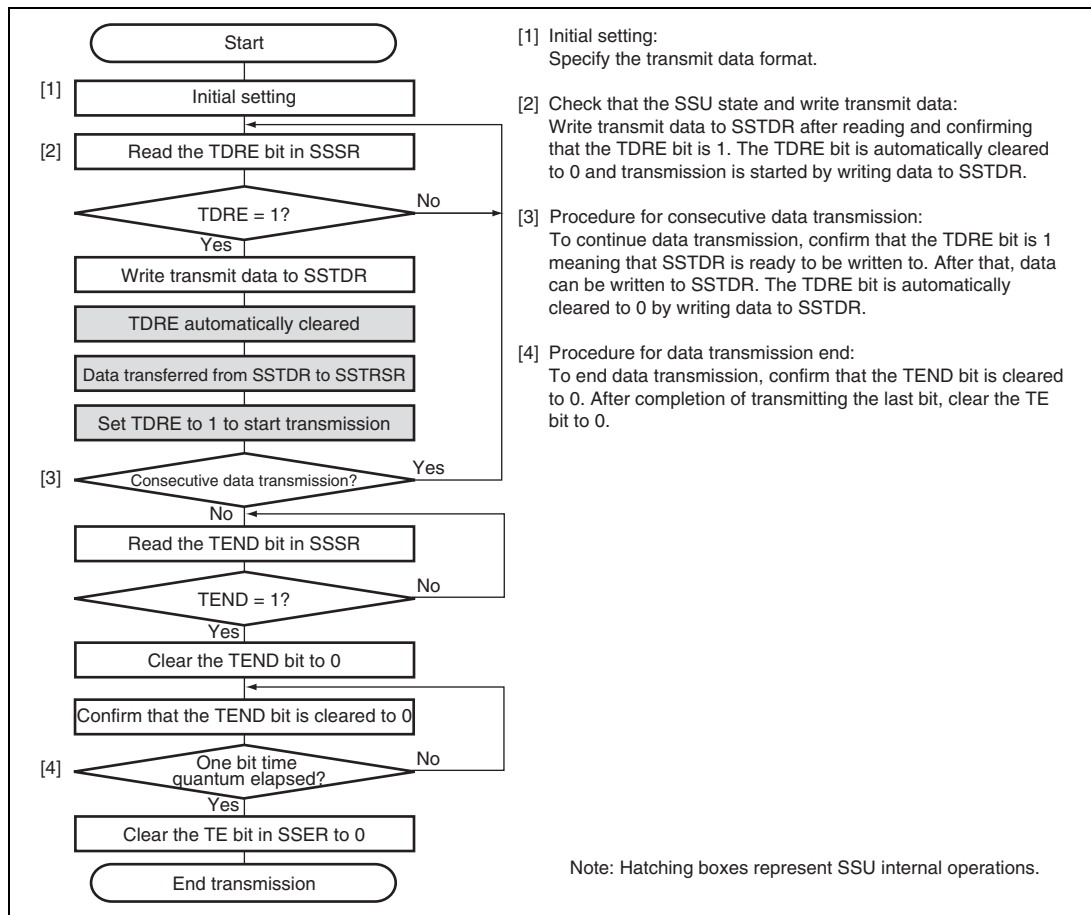 Start
[1] Initial setting
[2] Read the TDRE bit in SSSR
TDRE = 1?
No
Yes
Write transmit data to SSTDR
TDRE automatically cleared
Data transferred from SSTDR to SSTRSR
Set TDRE to 1 to start transmission
[3] Consecutive data transmission?
Yes
No
Read the TEND bit in SSSR
TEND = 1?
No
Yes
Clear the TEND bit to 0
Confirm that the TEND bit is cleared to 0
[4] One bit time
quantum elapsed?
No
Yes
Clear the TE bit in SSER to 0
End transmission
[1] Initial setting:
Specify the transmit data format.
[2] Check that the SSU state and write transmit data:
Write transmit data to SSTDR after reading and confirming
that the TDRE bit is 1. The TDRE bit is automatically cleared
to 0 and transmission is started by writing data to SSTDR.
[3] Procedure for consecutive data transmission:
To continue data transmission, confirm that the TDRE bit is 1
meaning that SSTDR is ready to be written to. After that, data
can be written to SSTDR. The TDRE bit is automatically
cleared to 0 by writing data to SSTDR.
[4] Procedure for data transmission end:
To end data transmission, confirm that the TEND bit is cleared
to 0. After completion of transmitting the last bit, clear the TE
bit to 0.
Note: Hatching boxes represent SSU internal operations.